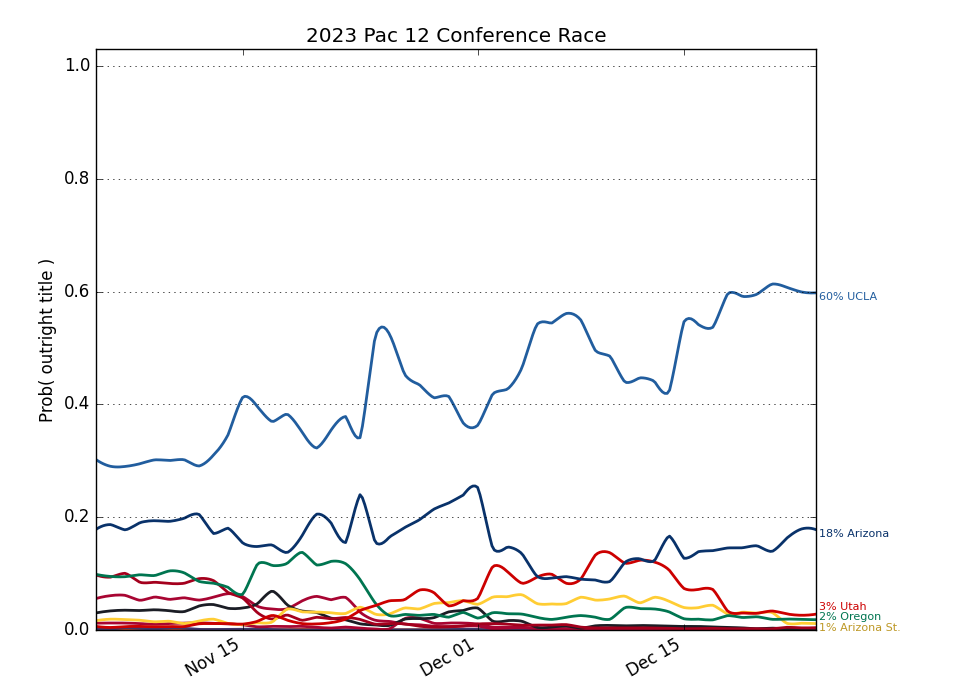 2023 Pac 12 Conference Race
Prob( outright title )
1.0
0.8
0.6
0.4
0.2
0.0
Nov 15
Dec 01
Dec 15
60% UCLA
18% Arizona
3% Utah
2% Oregon
1% Arizona St.